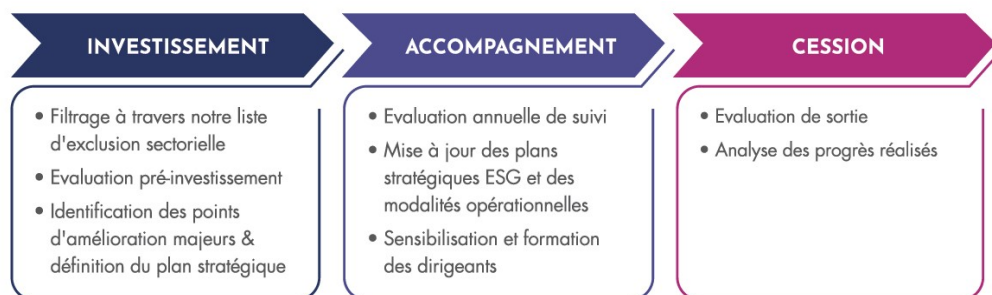 INVESTISSEMENT
• Filtrage à travers notre liste
d'exclusion sectorielle
• Evaluation pré-investissement
• Identification des points
d'amélioration majeurs &
définition du plan stratégique
ACCOMPAGNEMENT
• Evaluation annuelle de suivi
• Mise à jour des plans
stratégiques ESG et des
modalités opérationnelles
• Sensibilisation et formation
des dirigeants
CESSION
• Evaluation de sortie
• Analyse des progrès réalisés